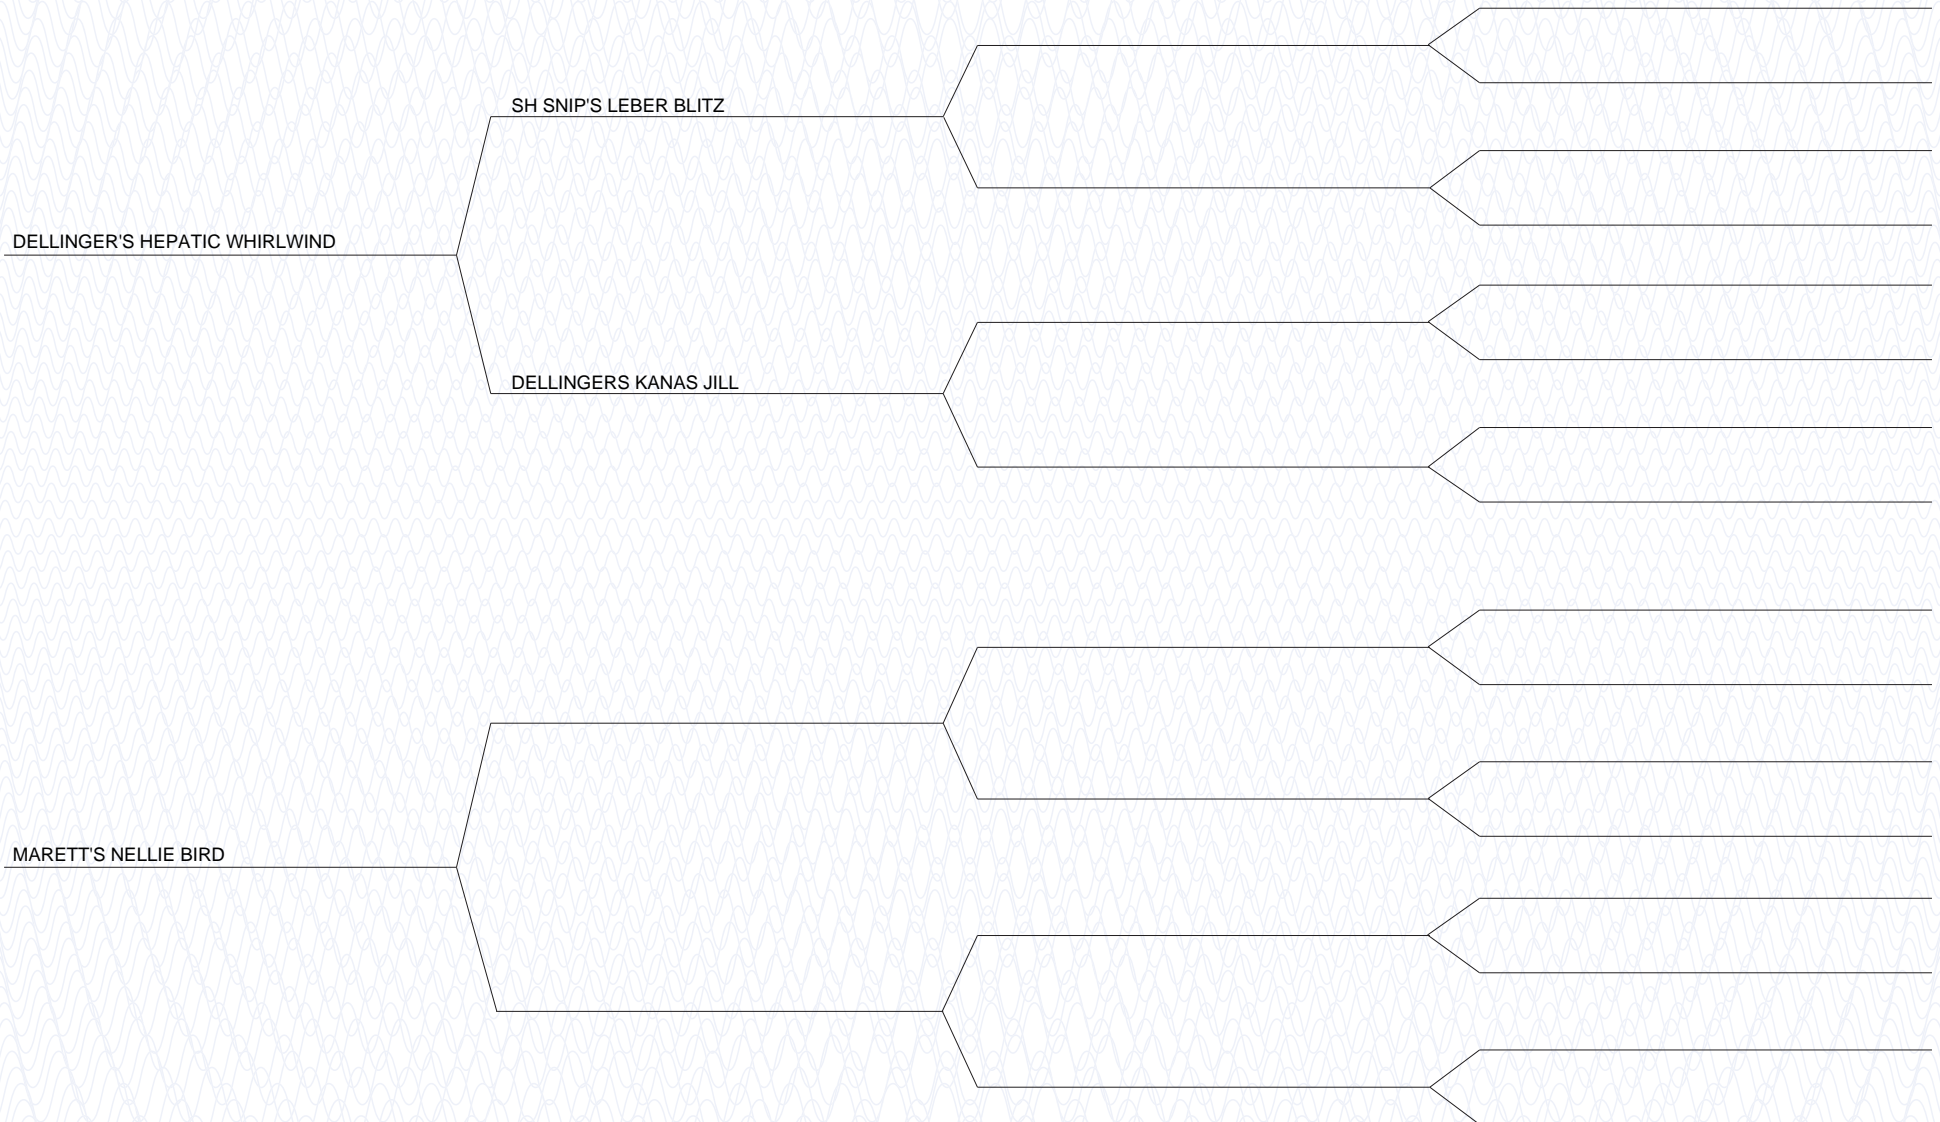 SH SNIP'S LEBER BLITZ
DELLINGER'S HEPATIC WHIRLWIND
DELLINGERS KANAS JILL
MARETT'S NELLIE BIRD